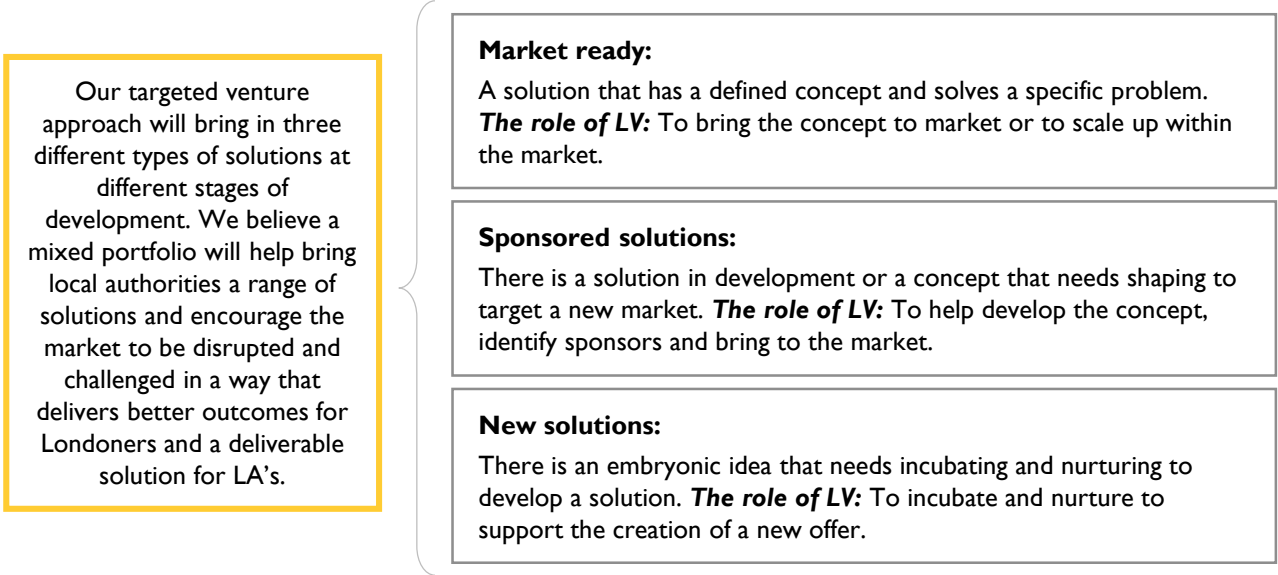 Our targeted venture
approach will bring in three
different types of solutions at
different stages of
development. We believe a
mixed portfolio will help bring
local authorities a range of
solutions and encourage the
market to be disrupted and
challenged in a way that
delivers better outcomes for
Londoners and a deliverable
solution for LA's.
Market ready:
A solution that has a defined concept and solves a specific problem.
The role of LV: To bring the concept to market or to scale up within
the market.
Sponsored solutions:
There is a solution in development or a concept that needs shaping to
target a new market. The role of LV: To help develop the concept,
identify sponsors and bring to the market.
New solutions:
There is an embryonic idea that needs incubating and nurturing to
develop a solution. The role of LV: To incubate and nurture to
support the creation of a new offer.